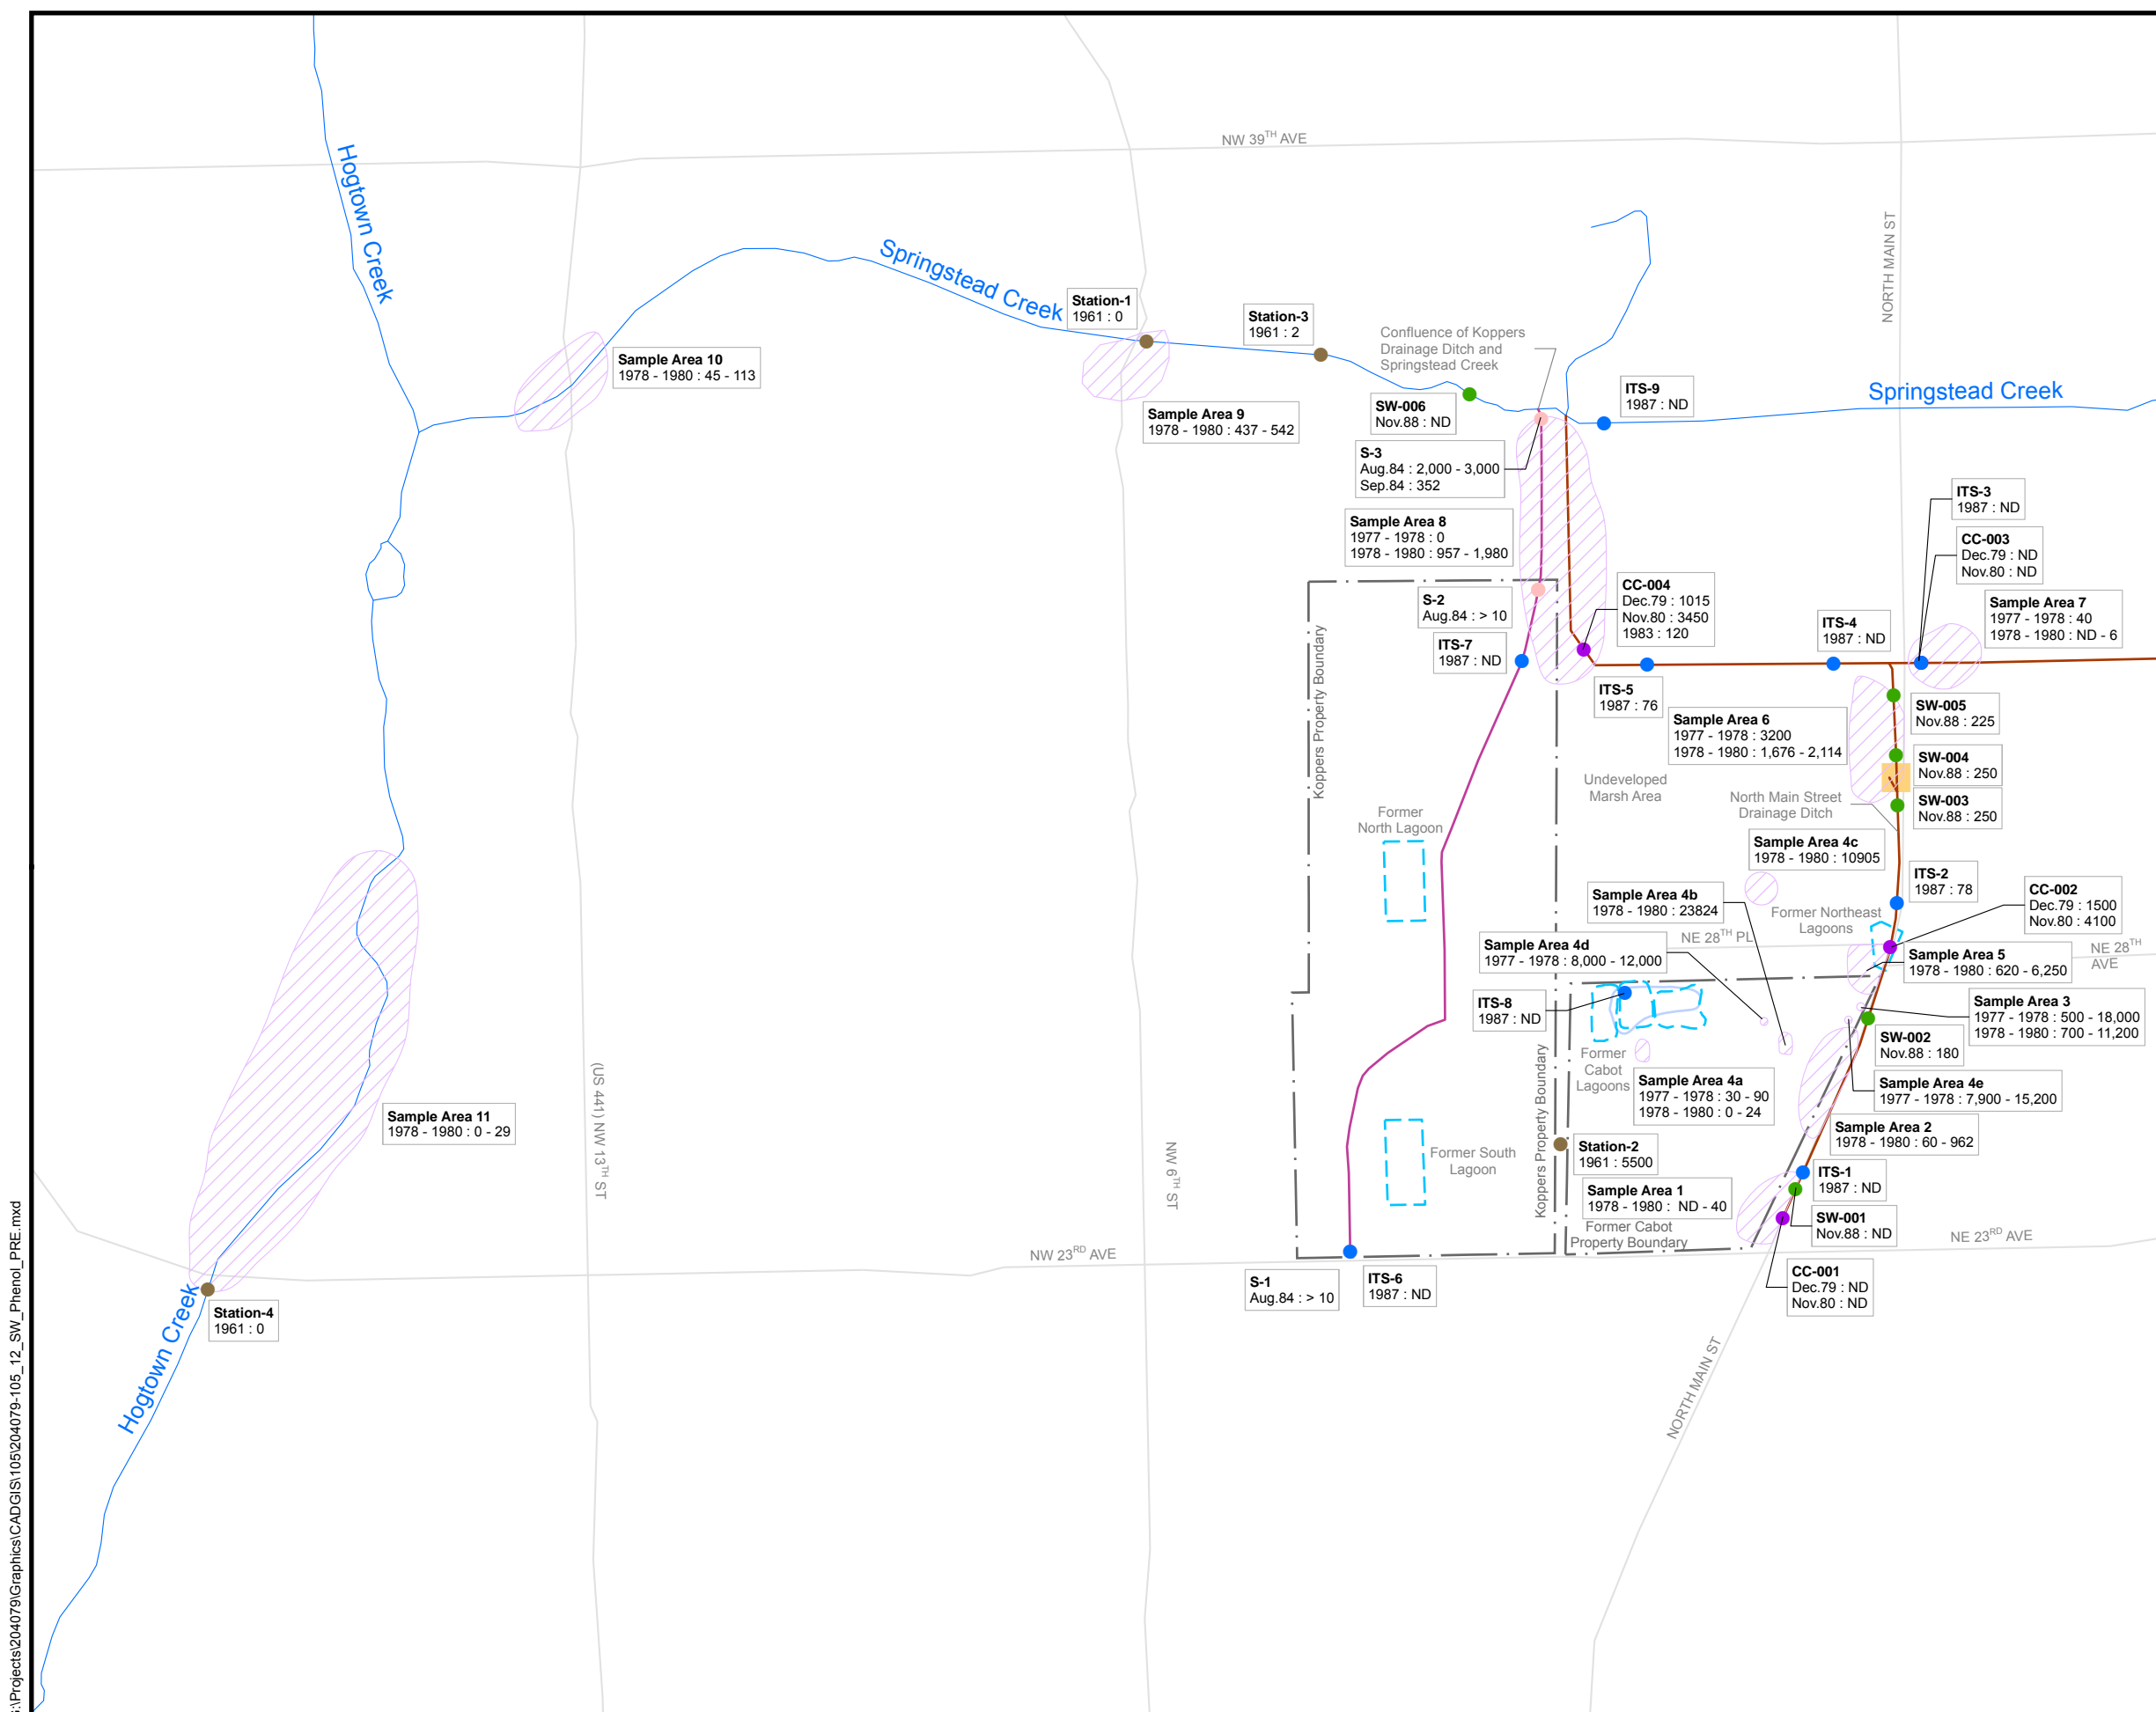 NW 39TH AVE
Hogtown Creek
Springstead Creek
NORTH MAIN ST
Station-1
1961 : 0
Station-3
1961 : 2
Confluence of Koppers
Drainage Ditch and
Springstead Creek
Sample Area 10
1978 - 1980 : 45 - 113
Sample Area 9
1978 - 1980 : 437 - 542
SW-006
Nov.88 : ND
ITS-9
1987 : ND
Springstead Creek
S-3
Aug.84 : 2,000 - 3,000
Sep.84 : 352
ITS-3
1987 : ND
CC-003
Dec.79 : ND
Nov.80 : ND
Sample Area 8
1977 - 1978 : 0
1978 - 1980 : 957 - 1,980
S-2
Aug.84 : > 10
CC-004
Dec.79 : 1015
Nov.80 : 3450
1983 : 120
Sample Area 7
1977 - 1978 : 40
1978 - 1980 : ND - 6
ITS-4
1987 : ND
ITS-7
1987 : ND
Koppers Property Boundary
ITS-5
1987 : 76
Sample Area 6
1977 - 1978 : 3200
1978 - 1980 : 1,676 - 2,114
SW-005
Nov.88 : 225
SW-004
Nov.88 : 250
SW-003
Nov.88 : 250
Undeveloped
Marsh Area
North Main Street
Drainage Ditch
Former
North Lagoon
Sample Area 4c
1978 - 1980 : 10905
ITS-2
1987 : 78
Sample Area 4b
1978 - 1980 : 23824
Former Northeast
Lagoons
CC-002
Dec.79 : 1500
Nov.80 : 4100
Sample Area 4d
1977 - 1978 : 8,000 - 12,000
NE 28TH PL
NE 28TH
AVE
Sample Area 5
1978 - 1980 : 620 - 6,250
ITS-8
1987 : ND
Sample Area 3
1977 - 1978 : 500 - 18,000
1978 - 1980 : 700 - 11,200
SW-002
Nov.88 : 180
Former
Cabot
Lagoons
Sample Area 4a
1977 - 1978 : 30 - 90
1978 - 1980 : 0 - 24
Sample Area 4e
1977 - 1978 : 7,900 - 15,200
Koppers Property Boundary
Sample Area 11
1978 - 1980 : 0 - 29
(US 441) NW 13TH ST
NW 6TH ST
Sample Area 2
1978 - 1980 : 60 - 962
Former South
Lagoon
Station-2
1961 : 5500
ITS-1
1987 : ND
Sample Area 1
1978 - 1980 : ND - 40
SW-001
Nov.88 : ND
Former Cabot
Property Boundary
NE 23RD AVE
NW 23RD AVE
S-1
Aug.84 : > 10
ITS-6
1987 : ND
CC-001
Dec.79 : ND
Nov.80 : ND
Station-4
1961 : 0
Hogtown Creek
NORTH MAIN ST
:\Projects\204079\Graphics\CADGIS\105\204079-105_12_SW_Phenol_PRE.mxd